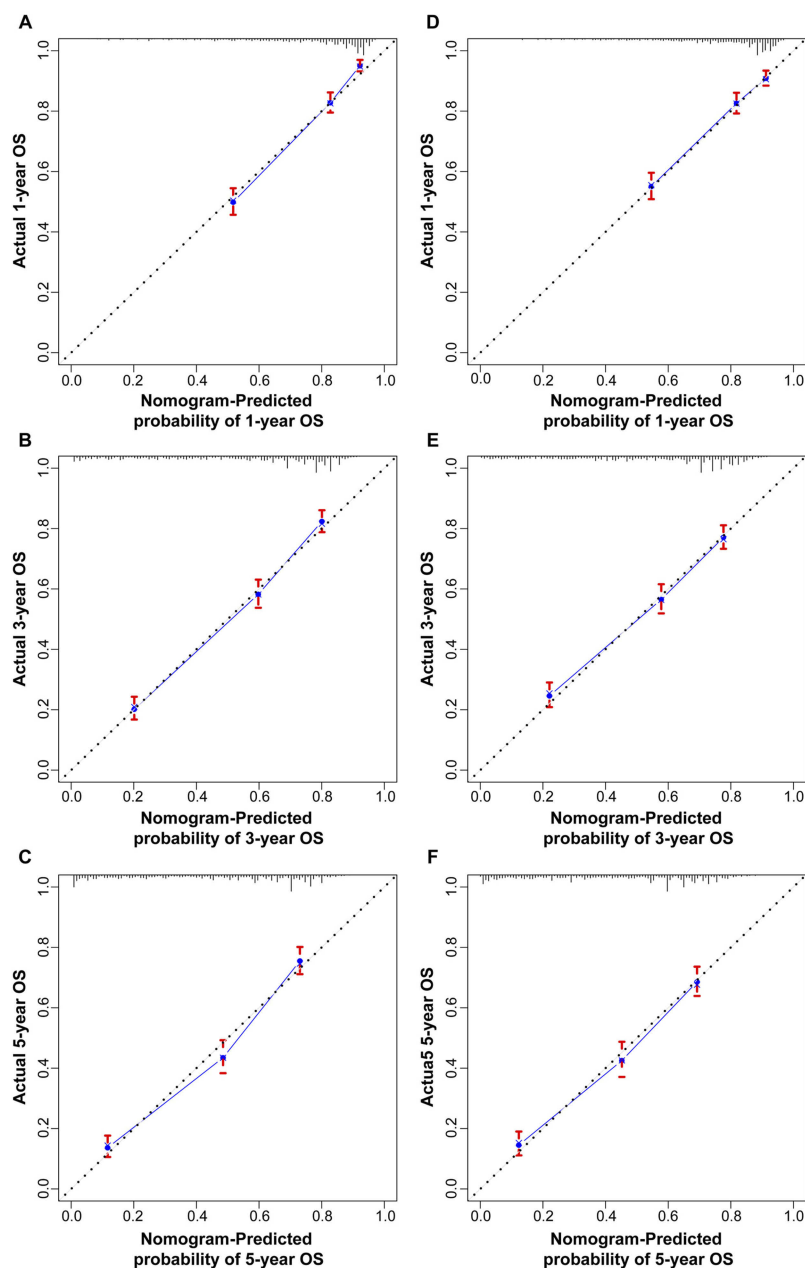 A
Actual 1-year OS
1.0
0.8
0.6
0.4
0.2
0.0
0.0 0.2 0.4 0.6 0.8 1.0
Nomogram-Predicted
probability of 1-year OS
D
Actual 1-year OS
1.0
0.8
0.6
0.4
0.2
0.0
0.0 0.2 0.4 0.6 0.8 1.0
Nomogram-Predicted
probability of 1-year OS
B
Actual 3-year OS
1.0
0.8
0.6
0.4
0.2
0.0
0.0 0.2 0.4 0.6 0.8 1.0
Nomogram-Predicted
probability of 3-year OS
E
Actual 3-year OS
1.0
0.8
0.6
0.4
0.2
0.0
0.0 0.2 0.4 0.6 0.8 1.0
Nomogram-Predicted
probability of 3-year OS
C
Actual 5-year OS
1.0
0.8
0.6
0.4
0.2
0.0
0.0 0.2 0.4 0.6 0.8 1.0
Nomogram-Predicted
probability of 5-year OS
F
Actua5 5-year OS
1.0
0.8
0.6
0.4
0.2
0.0
0.0 0.2 0.4 0.6 0.8 1.0
Nomogram-Predicted
probability of 5-year OS